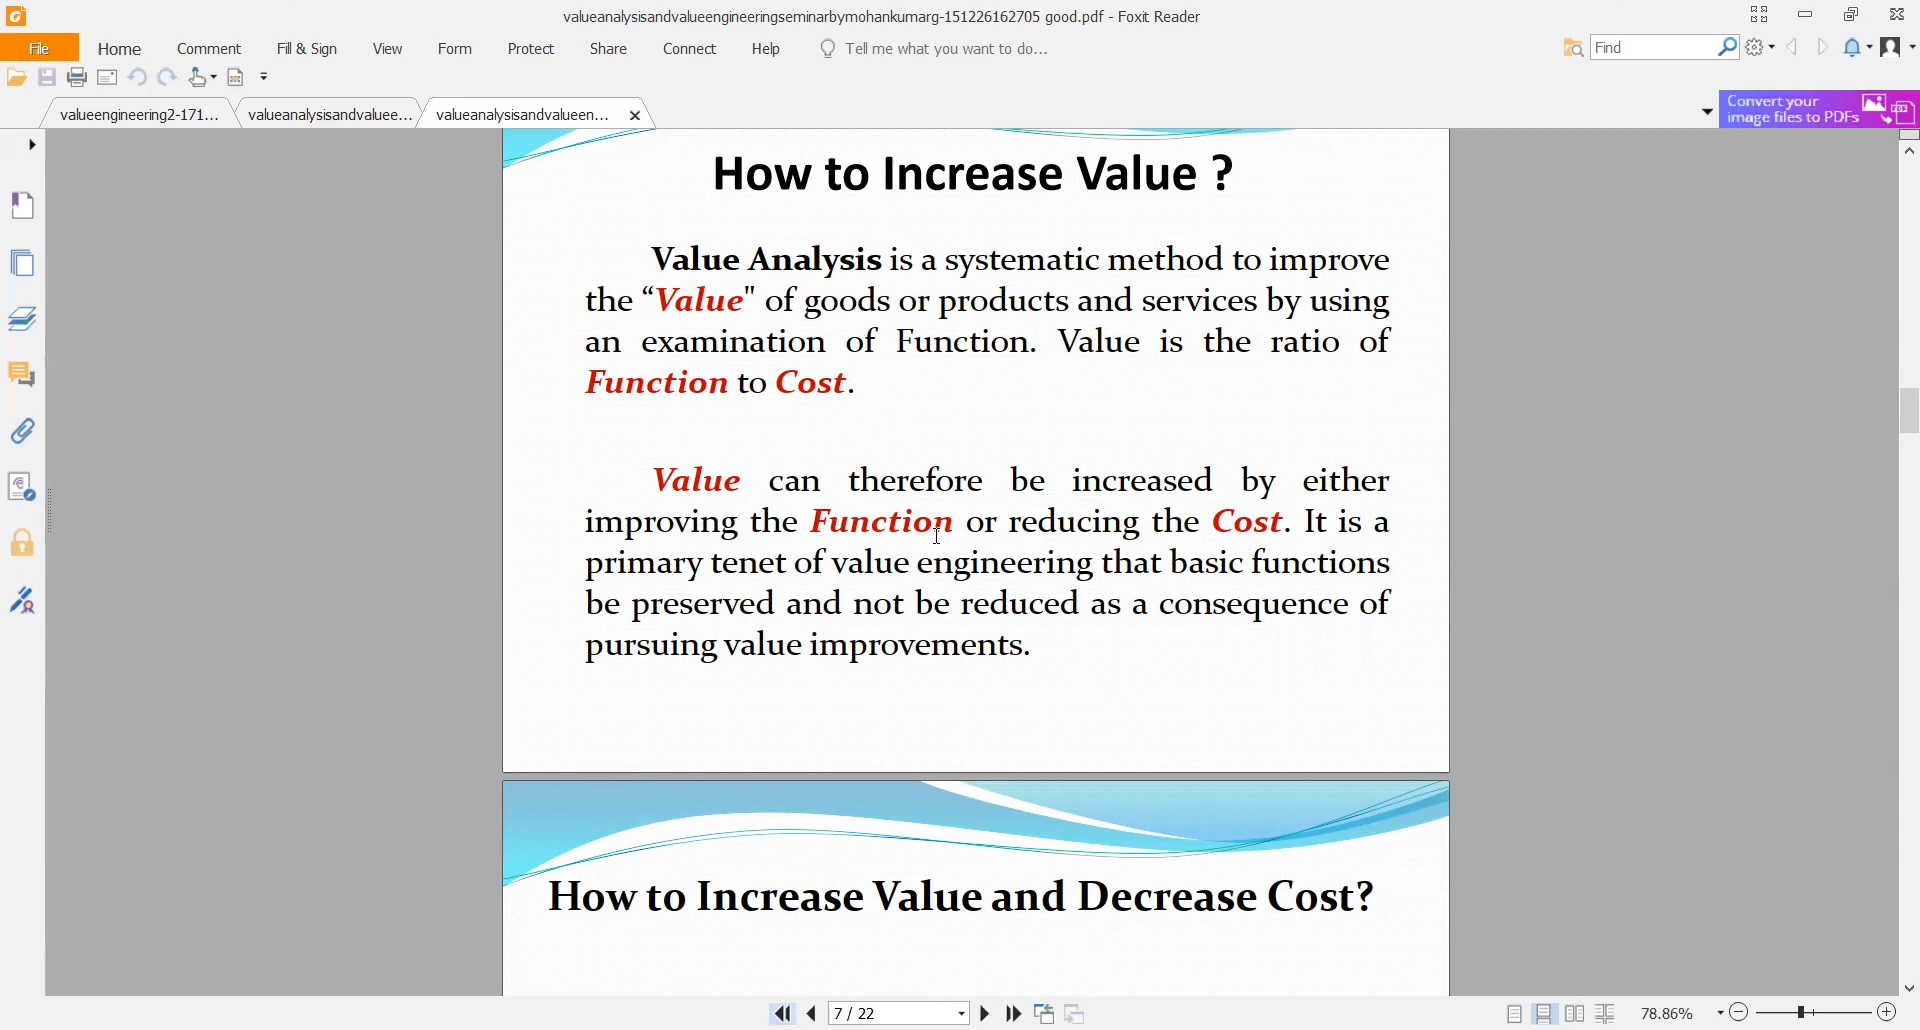 valueanalysisandvalueengineeringseminarbymohankumarg-151226162705 good.pdf - Foxit Reader
File Home Comment Fill & Sign View Form Protect Share Connect Help Tell me what you want to do... Find
valueengineering2-171... valueanalysisandvaluee... valueanalysisandvalueen...
Convert your
image files to PDFs
PDF
How to Increase Value ?
Value Analysis is a systematic method to improve
the “Value" of goods or products and services by using
an examination of Function. Value is the ratio of
Function to Cost.
Value can therefore be increased by either
improving the Function or reducing the Cost. It is a
primary tenet of value engineering that basic functions
be preserved and not be reduced as a consequence of
pursuing value improvements.
How to Increase Value and Decrease Cost?
7 / 22
78.86%